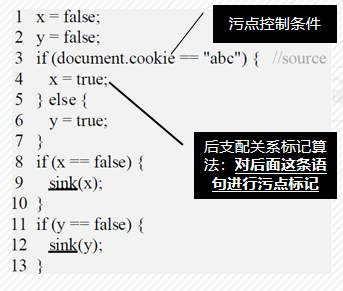 污点控制条件
1 x = false;
2 y = false;
3 if (document.cookie == "abc") { //source
4 x = true;
5 } else {
6 y = true;
7 }
8 if (x == false) {
9 sink(x);
10 }
11 if (y == false) {
12 sink(y);
13 }
后支配关系标记算
法：对后面这条语
句进行污点标记